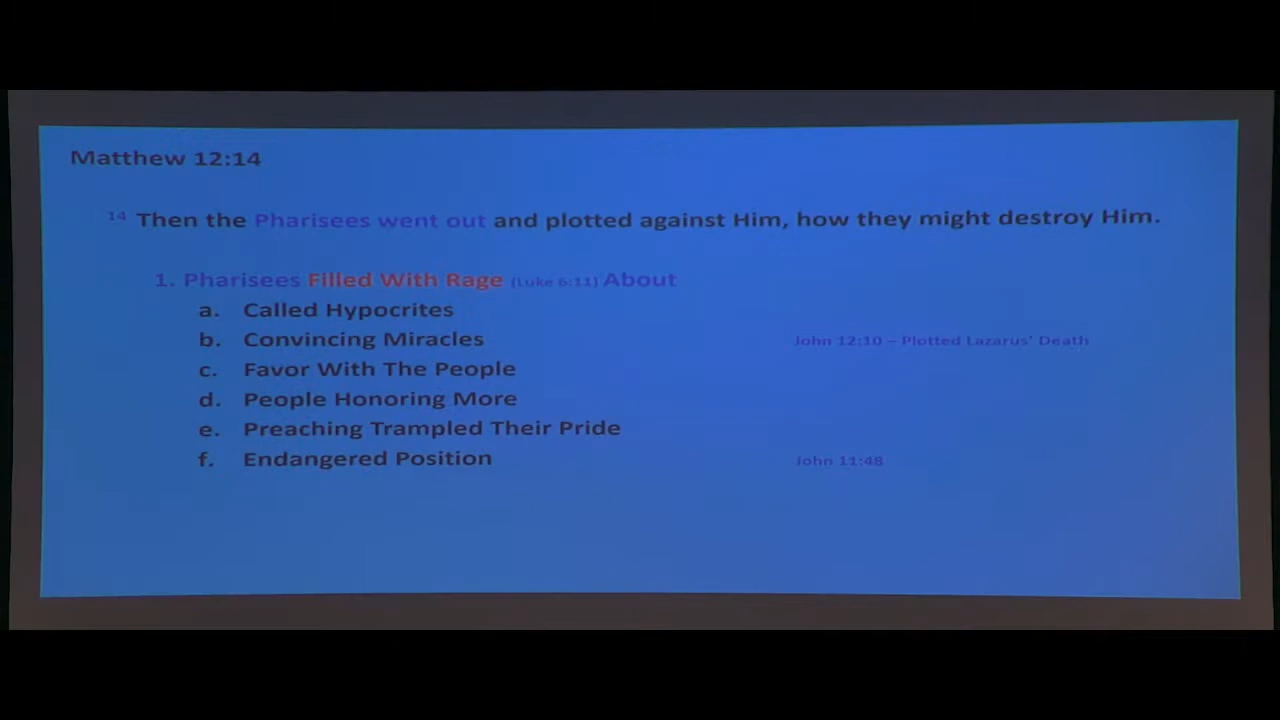 Matthew 12:14
14 Then the Pharisees went out and plotted against Him, how they might destroy Him.
1. Pharisees Filled With Rage (Luke 6:11) About
a. Called Hypocrites
b. Convincing Miracles John 12:10 – Plotted Lazarus' Death
c. Favor With The People
d. People Honoring More
e. Preaching Trampled Their Pride
f. Endangered Position John 11:48